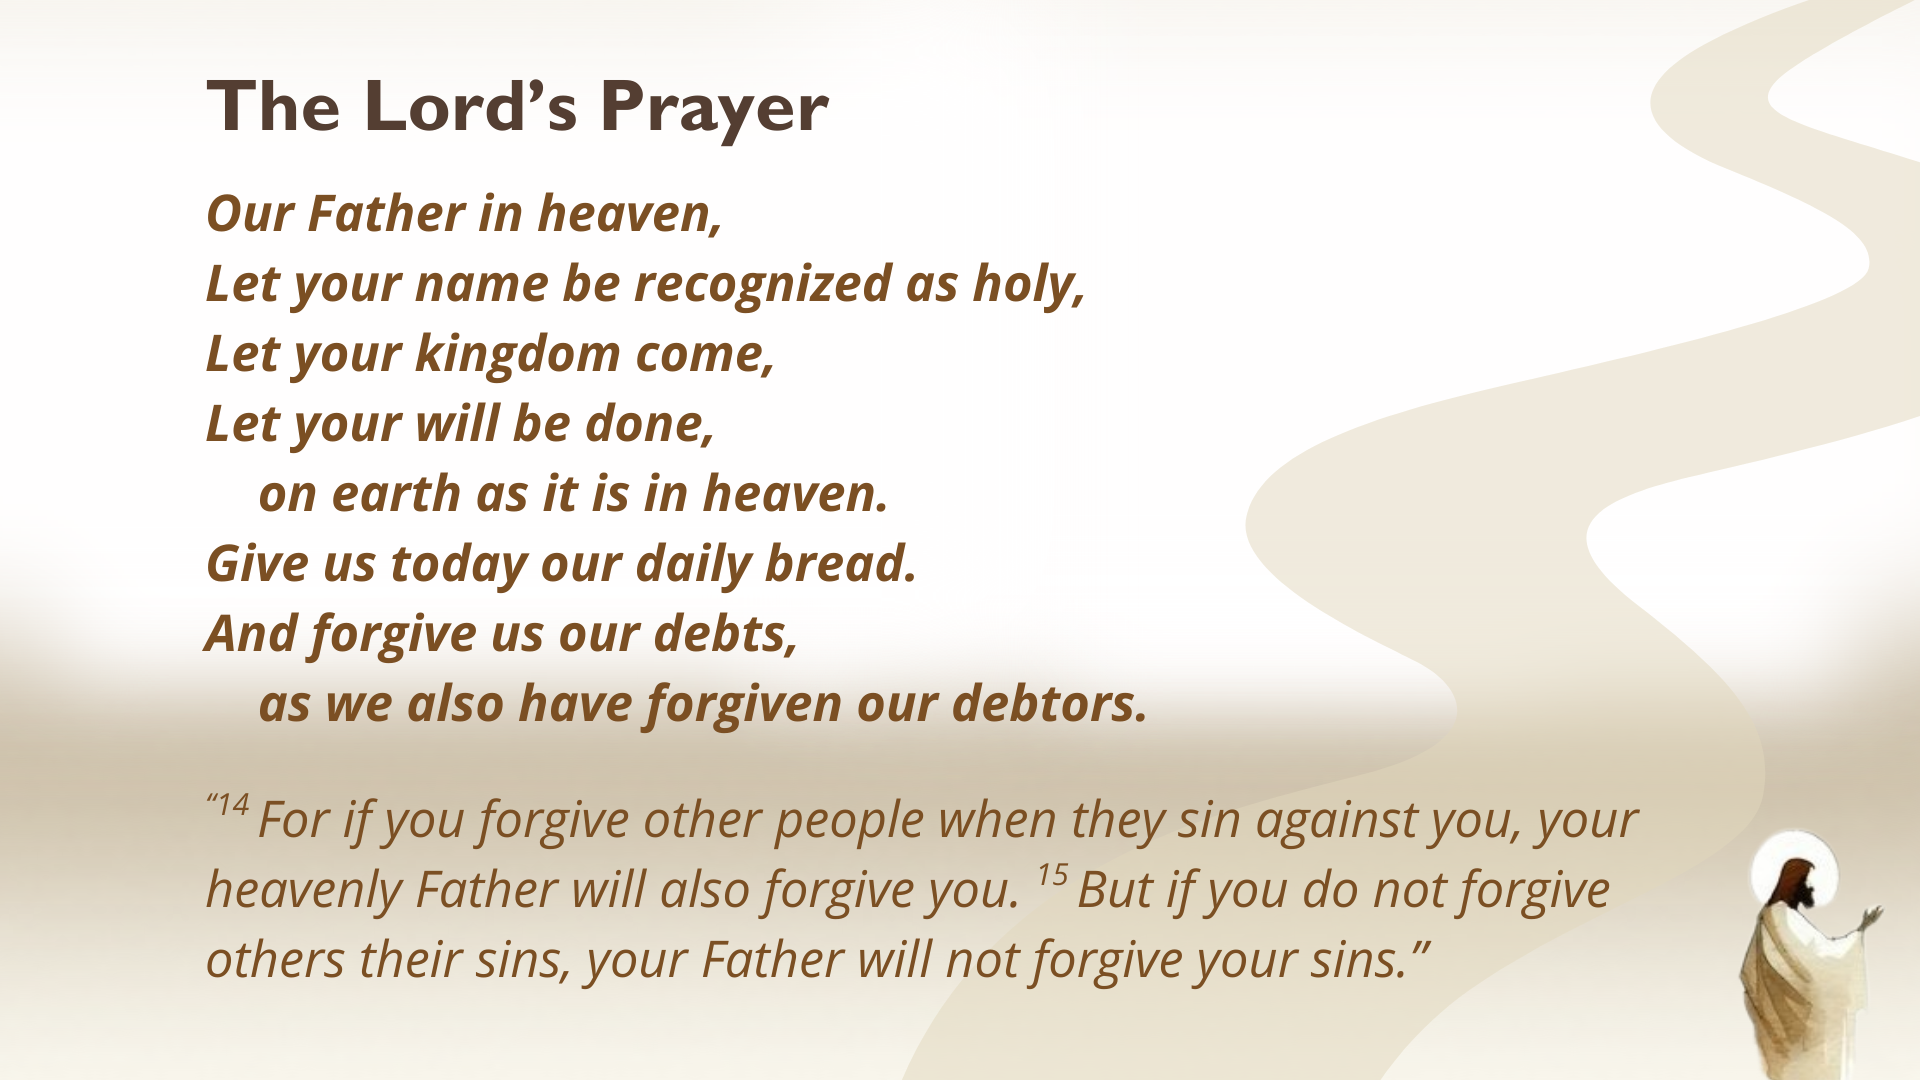 The Lord’s Prayer
Our Father in heaven,
Let your name be recognized as holy,
Let your kingdom come,
Let your will be done,
on earth as it is in heaven.
Give us today our daily bread.
And forgive us our debts,
as we also have forgiven our debtors.
“14 For if you forgive other people when they sin against you, your
heavenly Father will also forgive you. 15 But if you do not forgive
others their sins, your Father will not forgive your sins.”